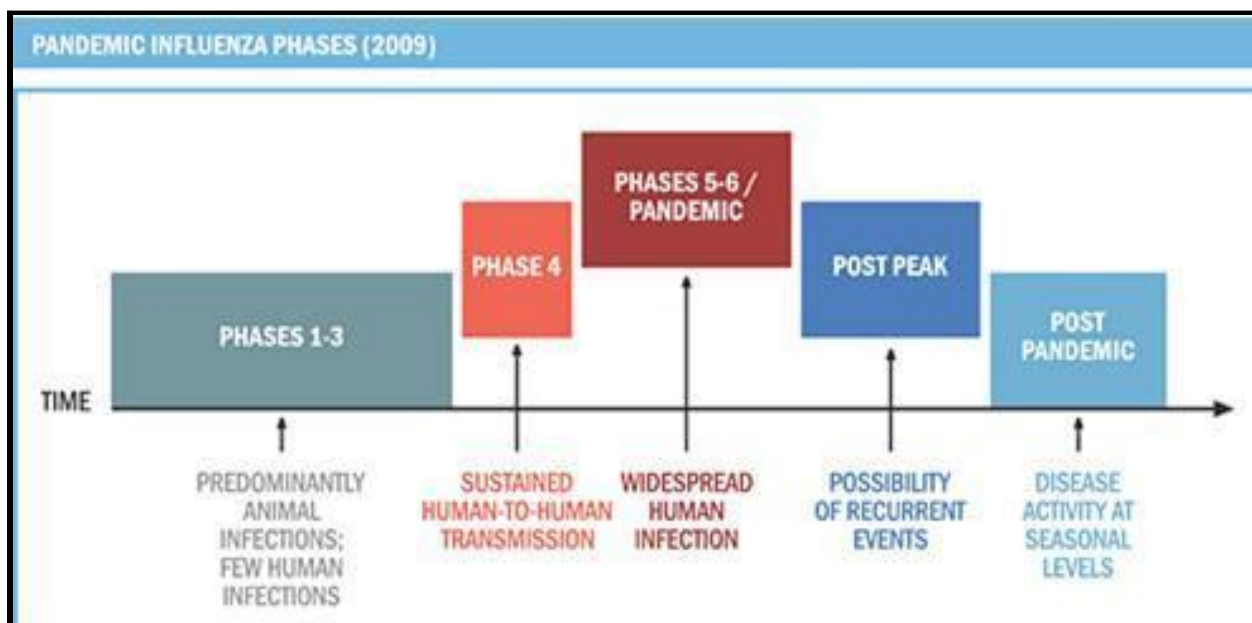 PANDEMIC INFLUENZA PHASES (2009)
PHASES 5-6 /
PANDEMIC
PHASE 4
POST PEAK
PHASES 1-3
POST
PANDEMIC
TIME
PREDOMINANTLY
ANIMAL
INFECTIONS;
FEW HUMAN
INFECTIONS
SUSTAINED
HUMAN-TO-HUMAN
TRANSMISSION
WIDESPREAD
HUMAN
INFECTION
POSSIBILITY
OF RECURRENT
EVENTS
DISEASE
ACTIVITY AT
SEASONAL
LEVELS